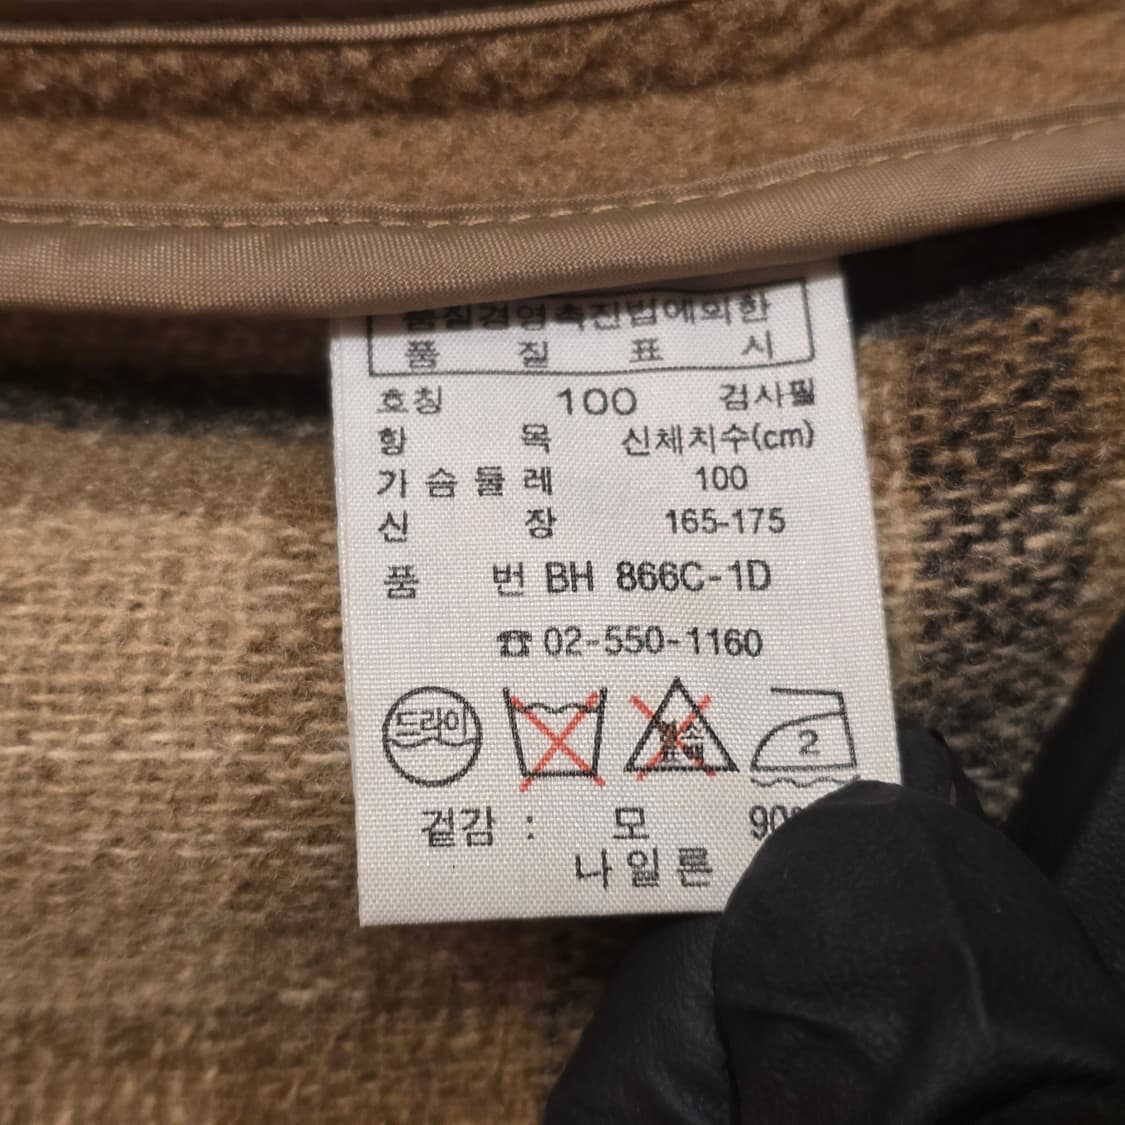 품질경영촉진법에의한
품 질 표 시
호칭 100 검사필
항 목 신체치수(cm)
가 슴 둘 레 100
신 장 165-175
품 번 BH 866C-1D
☎ 02-550-1160
드라이
2
겉감 : 모 90
나 일 론